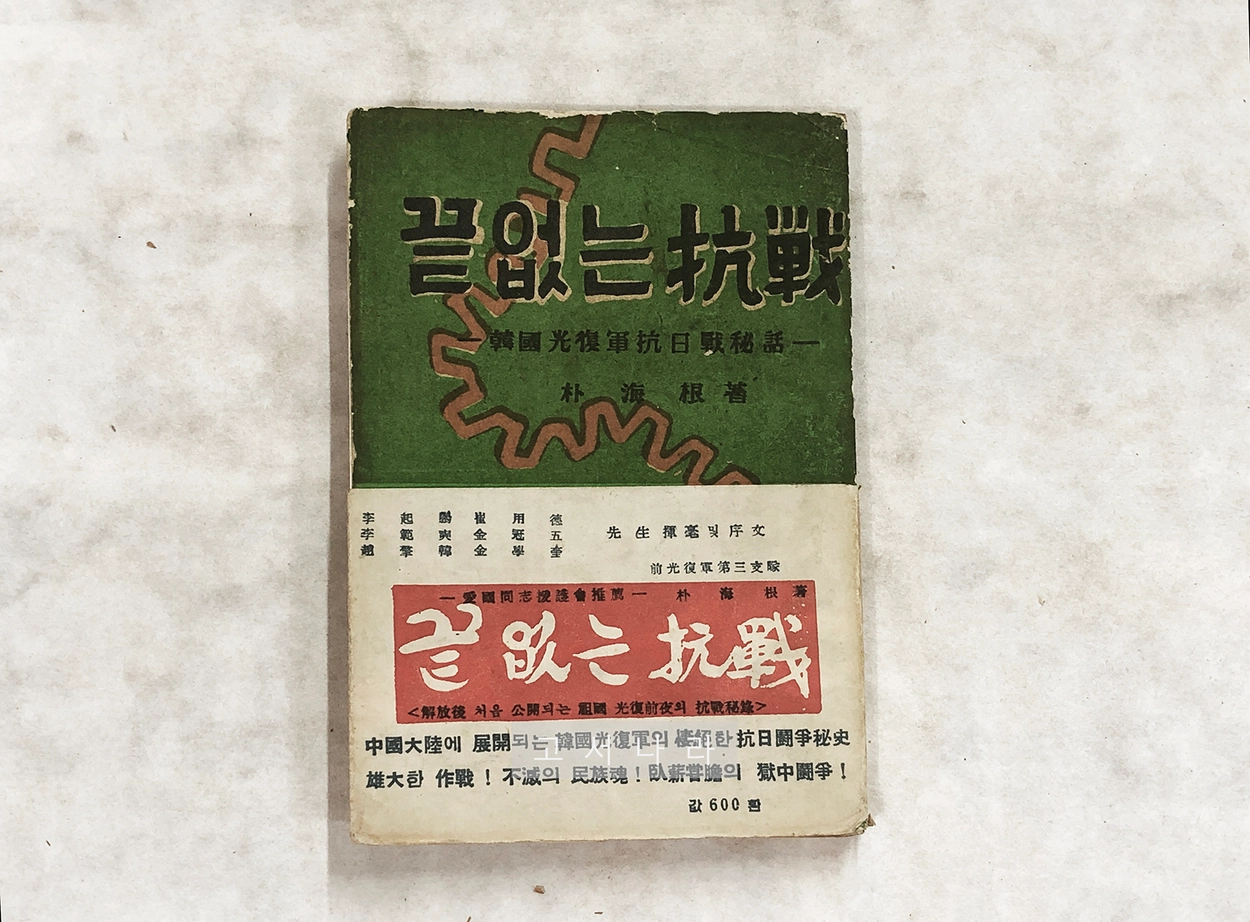 끝없는抗戰
—韓國光復軍抗日戰秘話—
朴海根著
李起鵬 崔用德
李範奭 金冠五 先生揮毫및序文
趙擎韓 金學奎
前光復軍第三支隊
—愛國同志援護會推薦— 朴海根著
끝없는抗戰
<解放後 처음 公開되는 祖國 光復前夜의 抗戰秘錄>
中國大陸에 展開되는 韓國光復軍의 悽絶한 抗日鬪爭秘史
雄大한 作戰! 不滅의 民族魂! 臥薪嘗膽의 獄中鬪爭!
값 600 환
고서나라